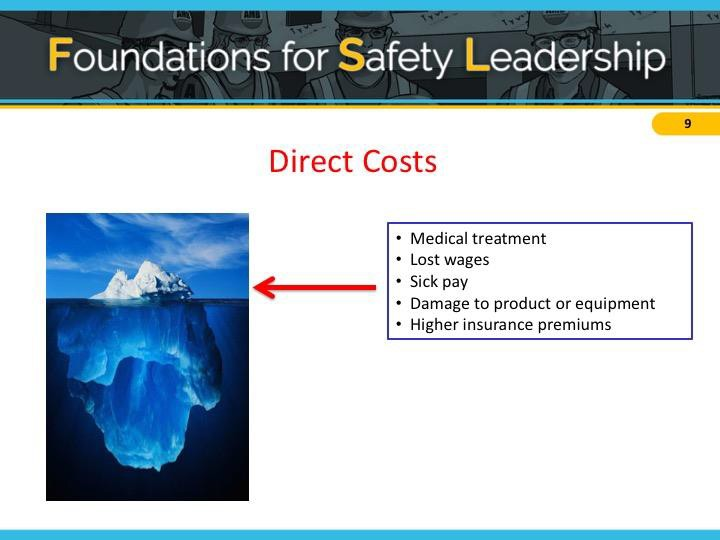 Foundations for Safety Leadership
9
Direct Costs
• Medical treatment
• Lost wages
• Sick pay
• Damage to product or equipment
• Higher insurance premiums